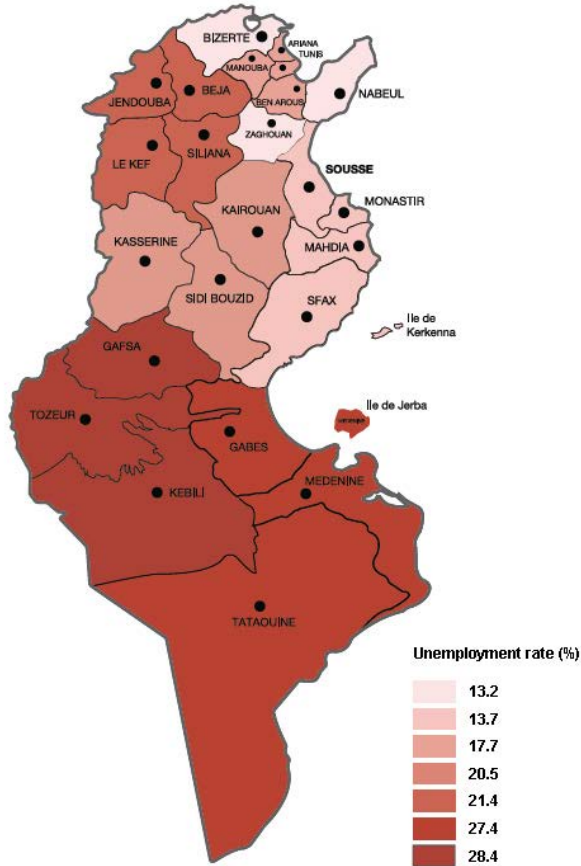 BIZERTE
ARIANA
TUNIS
MANOUBA
JENDOUBA
BEJA
BEN AROUS
NABEUL
ZAGHOUAN
LE KEF
SILIANA
SOUSSE
MONASTIR
KAIROUAN
KASSERINE
MAHDIA
SIDI BOUZID
SFAX
Ile de
Kerkenna
GAFSA
Ile de Jerba
TOZEUR
GABES
MEDENINE
KEBILI
TATAOUINE
Unemployment rate (%)
13.2
13.7
17.7
20.5
21.4
27.4
28.4